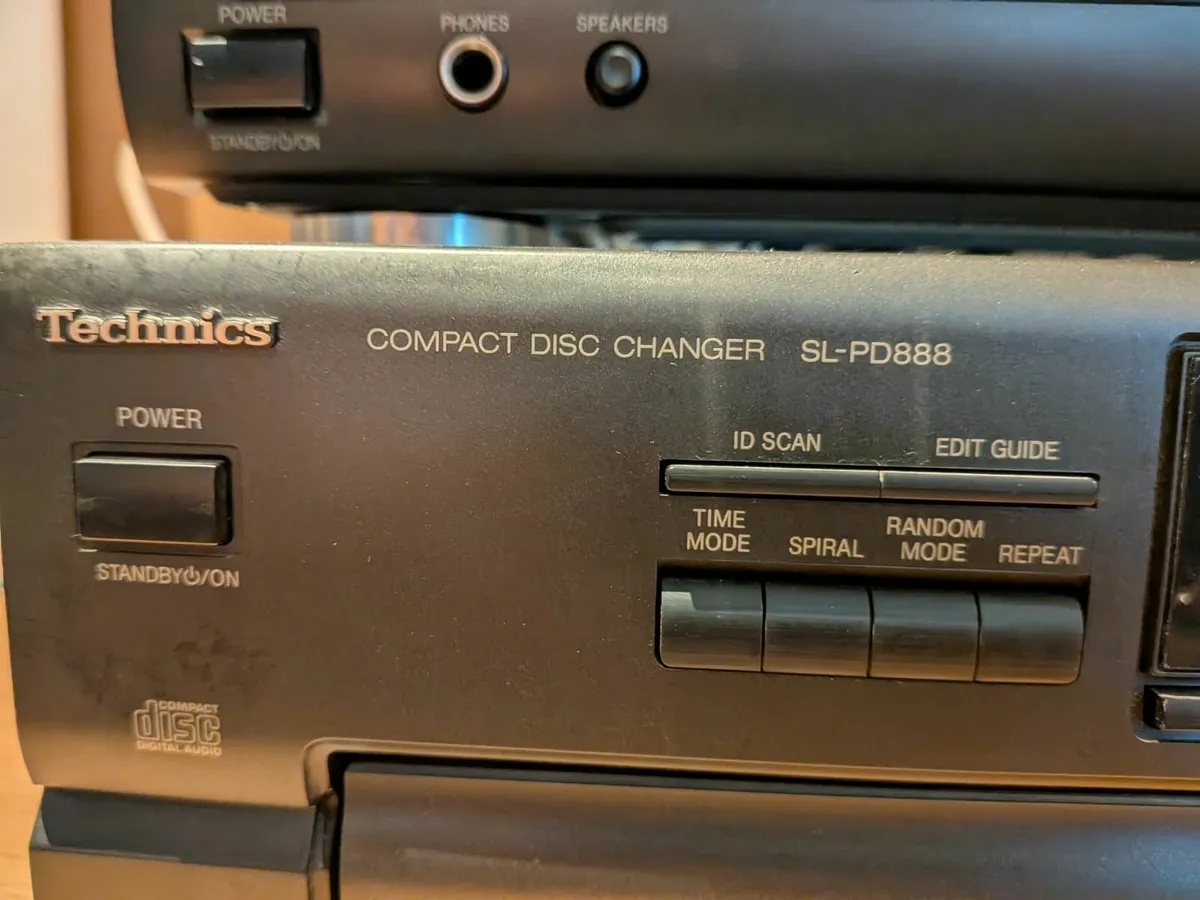 POWER
PHONES
SPEAKERS
STANDBY⏻/ON
Technics
COMPACT DISC CHANGER SL-PD888
POWER
STANDBY⏻/ON
ID SCAN
EDIT GUIDE
TIME
MODE
SPIRAL
RANDOM
MODE
REPEAT
COMPACT
disc
DIGITAL AUDIO